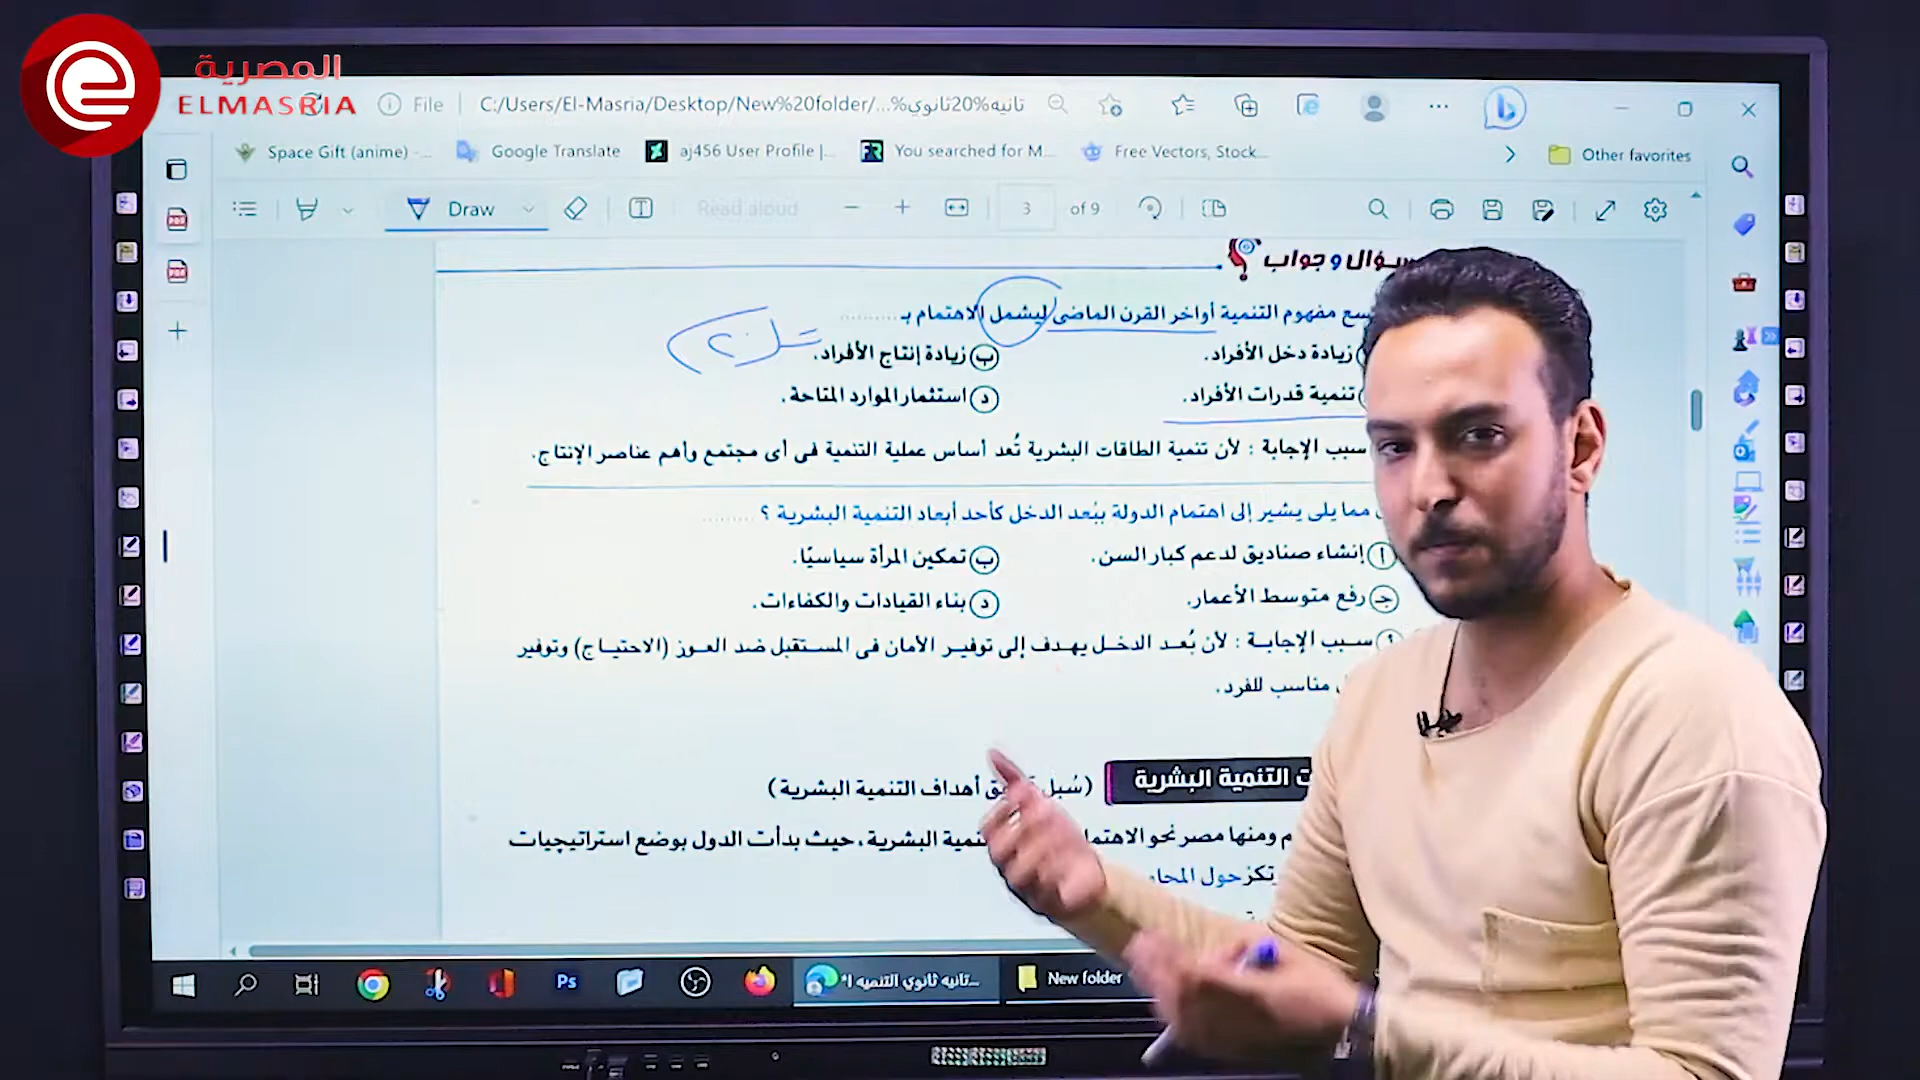 المصرية
ELMASRIA
File
C:/Users/El-Masria/Desktop/New%20folder/...%ثانيه%20ثانوي
Space Gift (anime) -...
Google Translate
aj456 User Profile |...
You searched for M...
Free Vectors, Stock...
Other favorites
Draw
Read aloud
3
of 9
سؤال و جواب
مفهوم التنمية أواخر القرن الماضى ليشمل الاهتمام بـ..........
زيادة دخل الأفراد.
ب زيادة إنتاج الأفراد.
تنمية قدرات الأفراد.
د استثمار الموارد المتاحة.
سبب الإجابة : لأن تنمية الطاقات البشرية تُعد أساس عملية التنمية فى أى مجتمع وأهم عناصر الإنتاج.
مما يلى يشير إلى اهتمام الدولة ببُعد الدخل كأحد أبعاد التنمية البشرية ؟ .........
أ إنشاء صناديق لدعم كبار السن.
ب تمكين المرأة سياسيًا.
جـ رفع متوسط الأعمار.
د بناء القيادات والكفاءات.
أ سبب الإجابة : لأن بُعد الدخل يهدف إلى توفير الأمان فى المستقبل ضد العوز (الاحتياج) وتوفير
مناسب للفرد.
التنمية البشرية
(سُبل أهداف التنمية البشرية)
ومنها مصر نحو الاهتمام البشرية، حيث بدأت الدول بوضع استراتيجيات
حول
Ps
ثانيه ثانوي التنميه ا*...
New folder